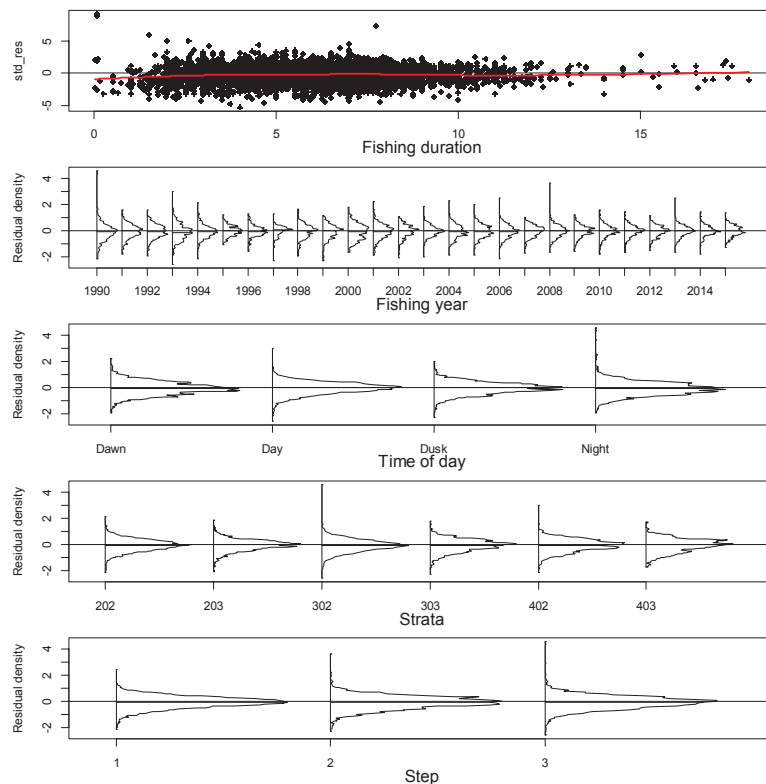 std_res
5
0
-5
0 5 10 15
Fishing duration
Residual density
4
2
0
-2
1990 1992 1994 1996 1998 2000 2002 2004 2006 2008 2010 2012 2014
Fishing year
Residual density
4
2
0
-2
Dawn Day Dusk Night
Time of day
Residual density
4
2
0
-2
202 203 302 303 402 403
Strata
Residual density
4
2
0
-2
1 2 3
Step